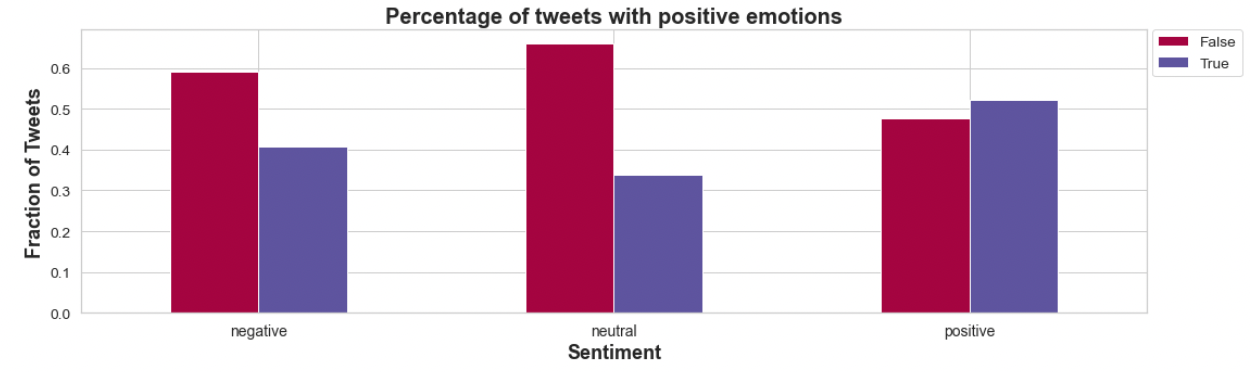 Percentage of tweets with positive emotions
False
True
Fraction of Tweets
0.6
0.5
0.4
0.3
0.2
0.1
0.0
negative
neutral
positive
Sentiment